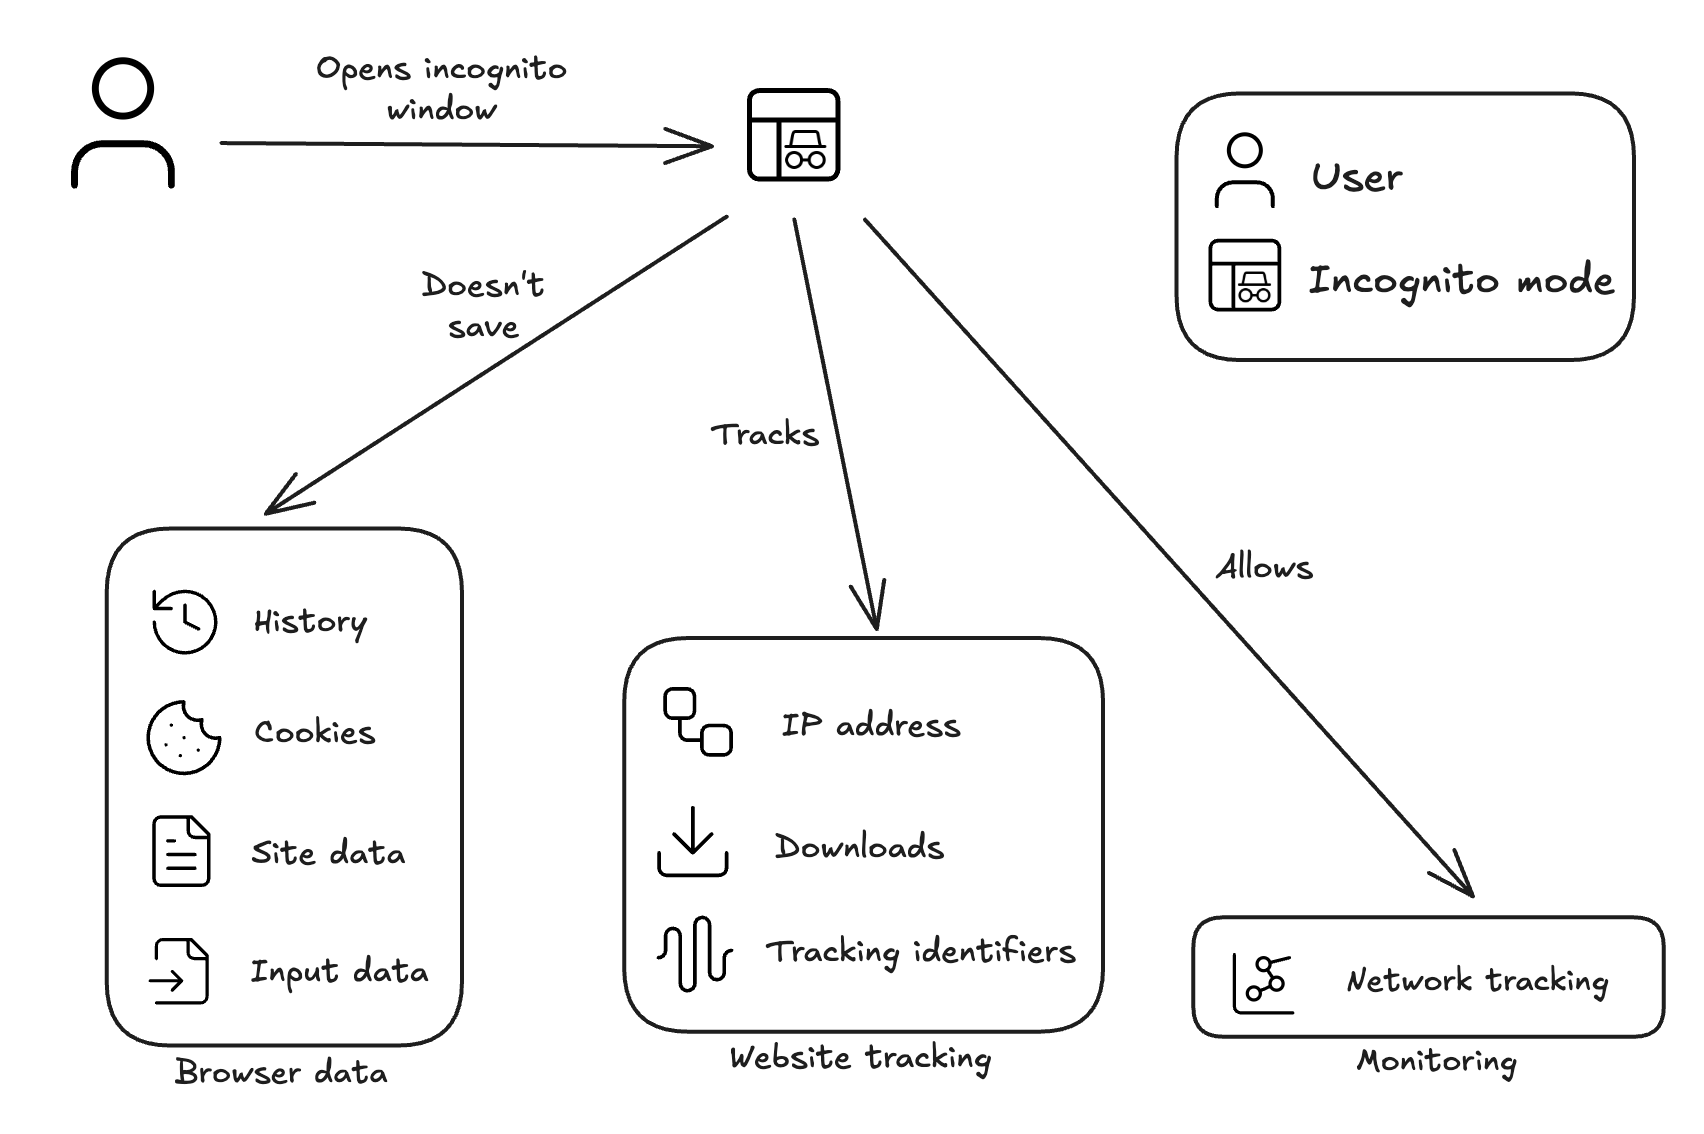 Opens incognito
window
User
Incognito mode
Doesn't
save
Tracks
Allows
History
Cookies
Site data
Input data
Browser data
IP address
Downloads
Tracking identifiers
Website tracking
Network tracking
Monitoring